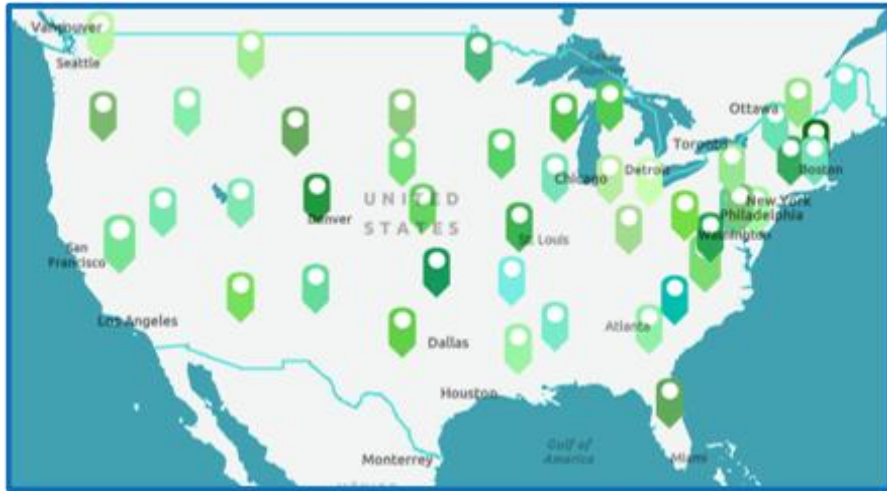 Vancouver
Seattle
Ottawa
Toronto
Detroit
Boston
Chicago
New York
Philadelphia
Washington
UNITED
STATES
Denver
St. Louis
San
Francisco
Los Angeles
Atlanta
Dallas
Houston
Gulf of
America
Monterrey
Miami